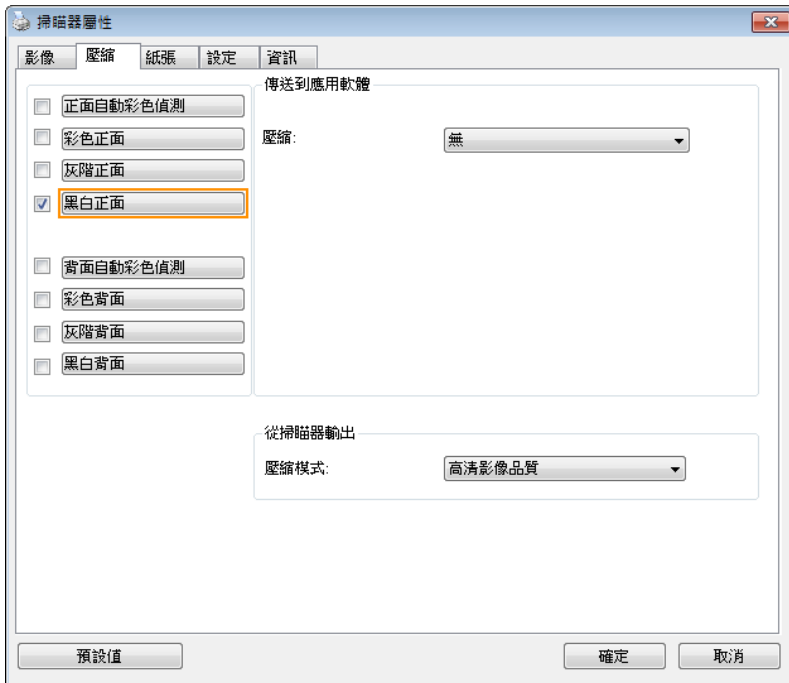 掃瞄器屬性
影像 壓縮 紙張 設定 資訊
正面自動彩色偵測
彩色正面
灰階正面
黑白正面
背面自動彩色偵測
彩色背面
灰階背面
黑白背面
傳送到應用軟體
壓縮: 無
從掃瞄器輸出
壓縮模式: 高清影像品質
預設值 確定 取消